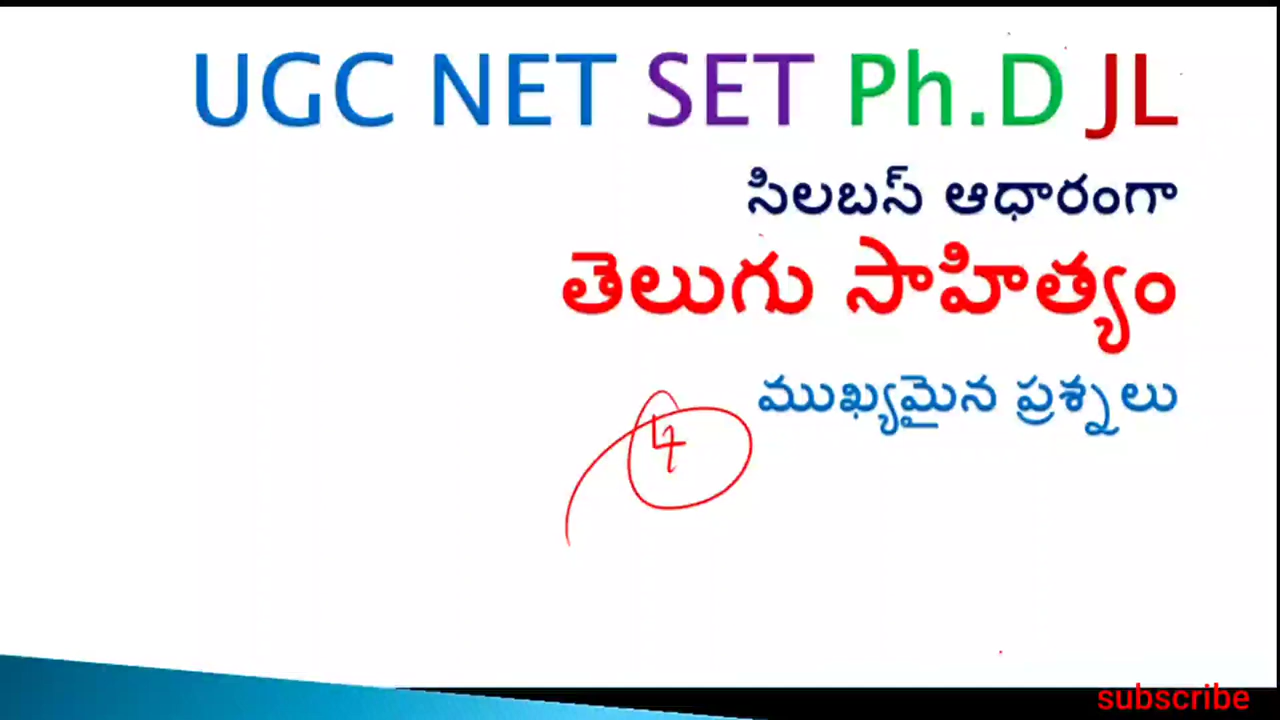 UGC NET SET Ph.D JL
సిలబస్ ఆధారంగా
తెలుగు సాహిత్యం
ముఖ్యమైన ప్రశ్నలు
4
subscribe